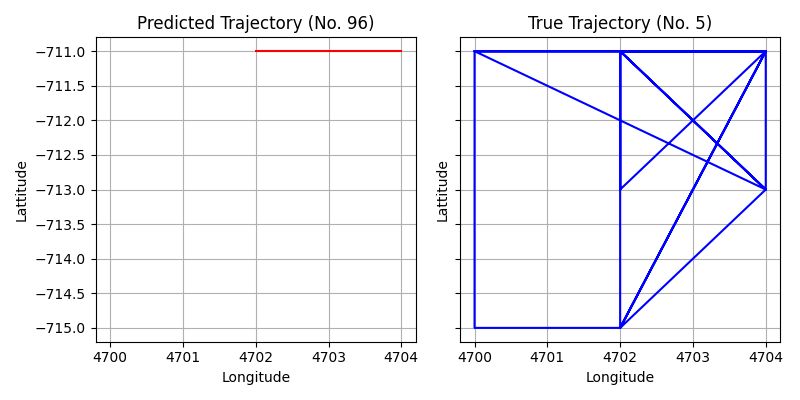 Predicted Trajectory (No. 96)
True Trajectory (No. 5)
−711.0
−711.5
−712.0
−712.5
−713.0
−713.5
−714.0
−714.5
−715.0
Lattitude
Lattitude
4700 4701 4702 4703 4704
4700 4701 4702 4703 4704
Longitude
Longitude